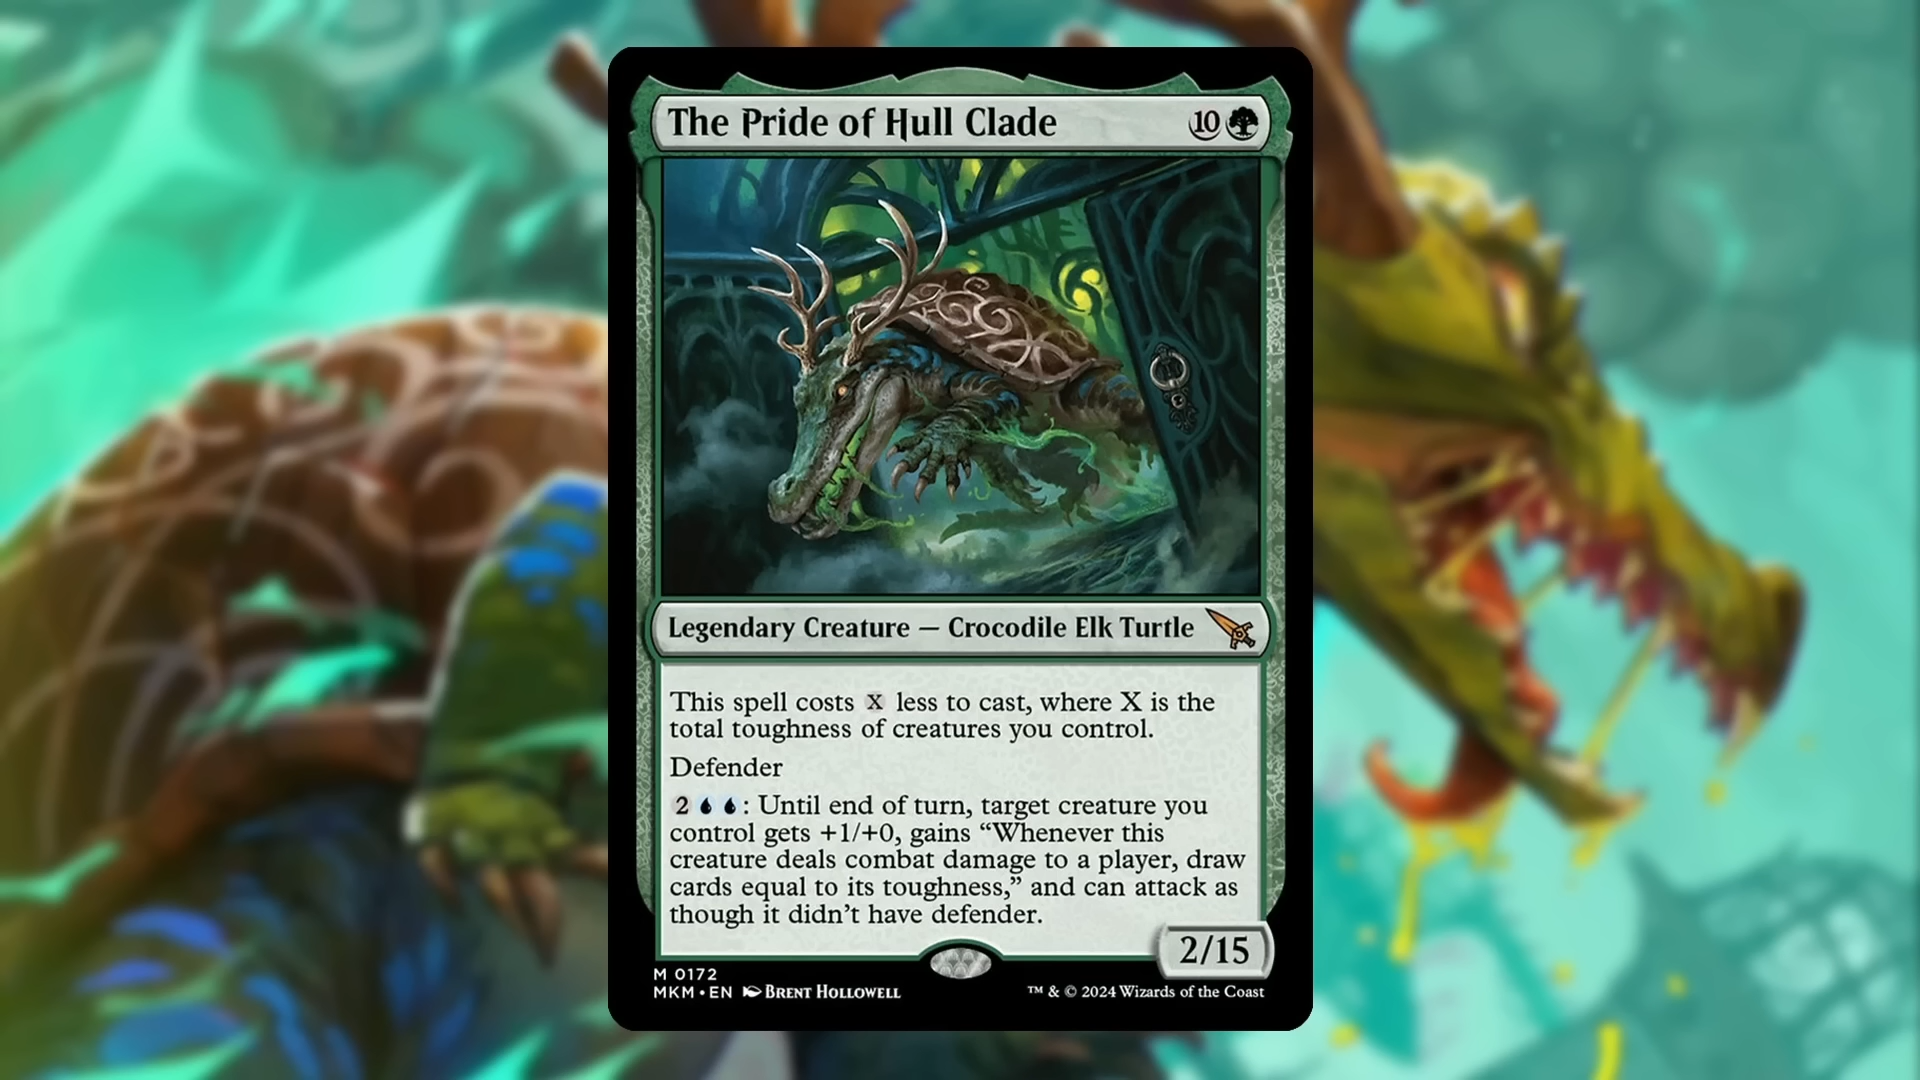 The Pride of Hull Clade 10
Legendary Creature — Crocodile Elk Turtle
This spell costs X less to cast, where X is the
total toughness of creatures you control.
Defender
2 : Until end of turn, target creature you
control gets +1/+0, gains “Whenever this
creature deals combat damage to a player, draw
cards equal to its toughness,” and can attack as
though it didn’t have defender.
2/15
M 0172
MKM • EN Brent Hollowell
™ & © 2024 Wizards of the Coast